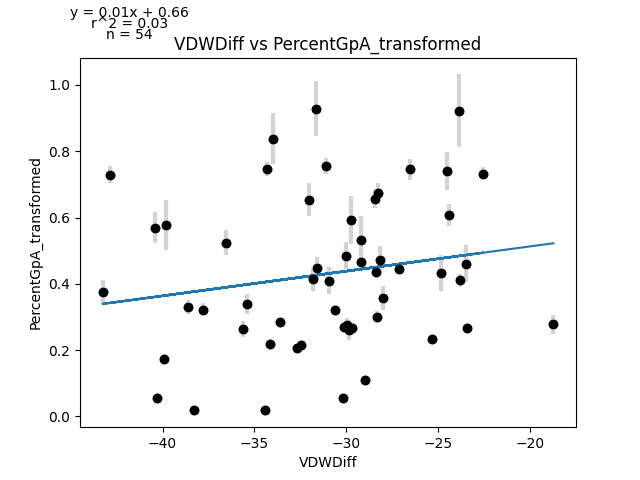 y = 0.01x + 0.66
r^2 = 0.03
n = 54
VDWDiff vs PercentGpA_transformed
PercentGpA_transformed
1.0
0.8
0.6
0.4
0.2
0.0
−40
−35
−30
−25
−20
VDWDiff